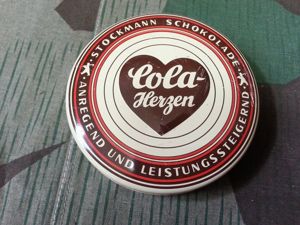 STOCKMANN SCHOKOLADE
Cola-
Herzen
ANREGEND UND LEISTUNGSSTEIGERND